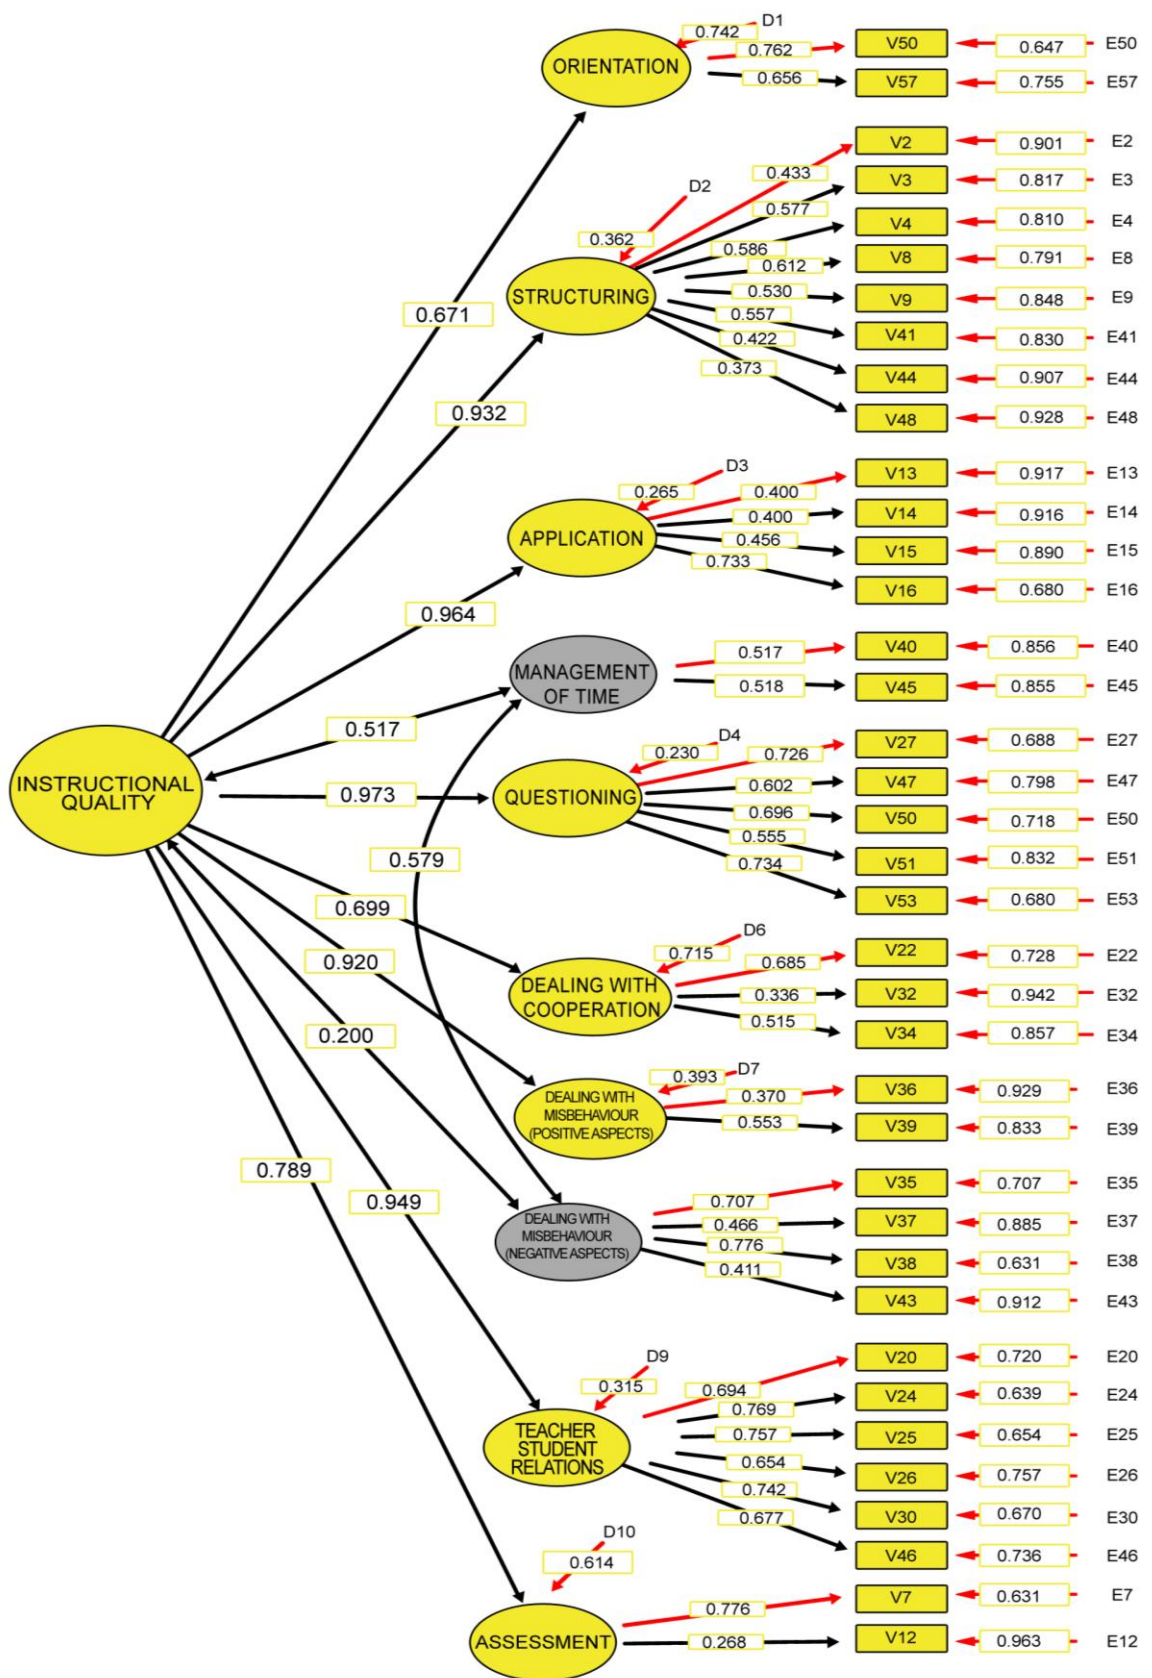 D1
0.742
ORIENTATION
0.762
V50
0.647
E50
0.656
V57
0.755
E57
0.671
V2
0.901
E2
0.433
V3
0.817
E3
D2
0.577
V4
0.810
E4
0.362
0.586
0.612
V8
0.791
E8
STRUCTURING
0.530
V9
0.848
E9
0.557
V41
0.830
E41
0.422
V44
0.907
E44
0.373
V48
0.928
E48
0.932
D3
0.265
0.400
V13
0.917
E13
APPLICATION
0.400
V14
0.916
E14
0.456
V15
0.890
E15
0.733
V16
0.680
E16
0.964
MANAGEMENT
OF TIME
0.517
V40
0.856
E40
0.518
V45
0.855
E45
0.517
D4
0.230
0.726
V27
0.688
E27
INSTRUCTIONAL
QUALITY
0.973
QUESTIONING
0.602
V47
0.798
E47
0.696
V50
0.718
E50
0.555
V51
0.832
E51
0.734
V53
0.680
E53
0.579
0.699
D6
0.715
0.685
V22
0.728
E22
DEALING WITH
COOPERATION
0.336
V32
0.942
E32
0.515
V34
0.857
E34
0.920
0.200
D7
0.393
0.370
V36
0.929
E36
DEALING WITH
MISBEHAVIOUR
(POSITIVE ASPECTS)
0.553
V39
0.833
E39
0.789
0.949
0.707
V35
0.707
E35
DEALING WITH
MISBEHAVIOUR
(NEGATIVE ASPECTS)
0.466
V37
0.885
E37
0.776
V38
0.631
E38
0.411
V43
0.912
E43
D9
0.315
0.694
V20
0.720
E20
0.769
V24
0.639
E24
TEACHER
STUDENT
RELATIONS
0.757
V25
0.654
E25
0.654
V26
0.757
E26
0.742
V30
0.670
E30
0.677
V46
0.736
E46
D10
0.614
ASSESSMENT
0.776
V7
0.631
E7
0.268
V12
0.963
E12